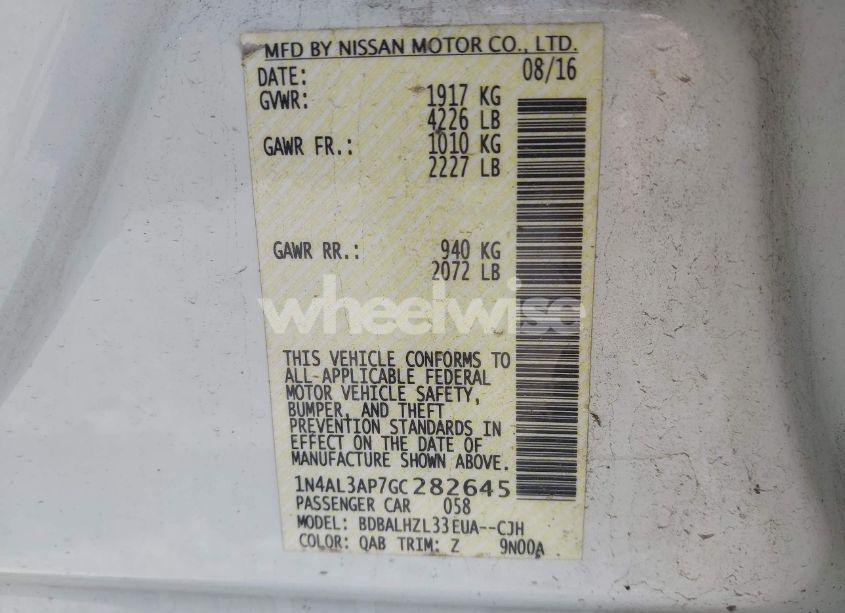 MFD BY NISSAN MOTOR CO., LTD.
DATE: 08/16
GVWR: 1917 KG
4226 LB
GAWR FR.: 1010 KG
2227 LB
GAWR RR.: 940 KG
2072 LB
wheelwise
THIS VEHICLE CONFORMS TO
ALL-APPLICABLE FEDERAL
MOTOR VEHICLE SAFETY,
BUMPER, AND THEFT
PREVENTION STANDARDS IN
EFFECT ON THE DATE OF
MANUFACTURE SHOWN ABOVE.
1N4AL3AP7GC282645
PASSENGER CAR 058
MODEL: BDBALHZL33EUA--CJH
COLOR: QAB TRIM: Z 9N00A